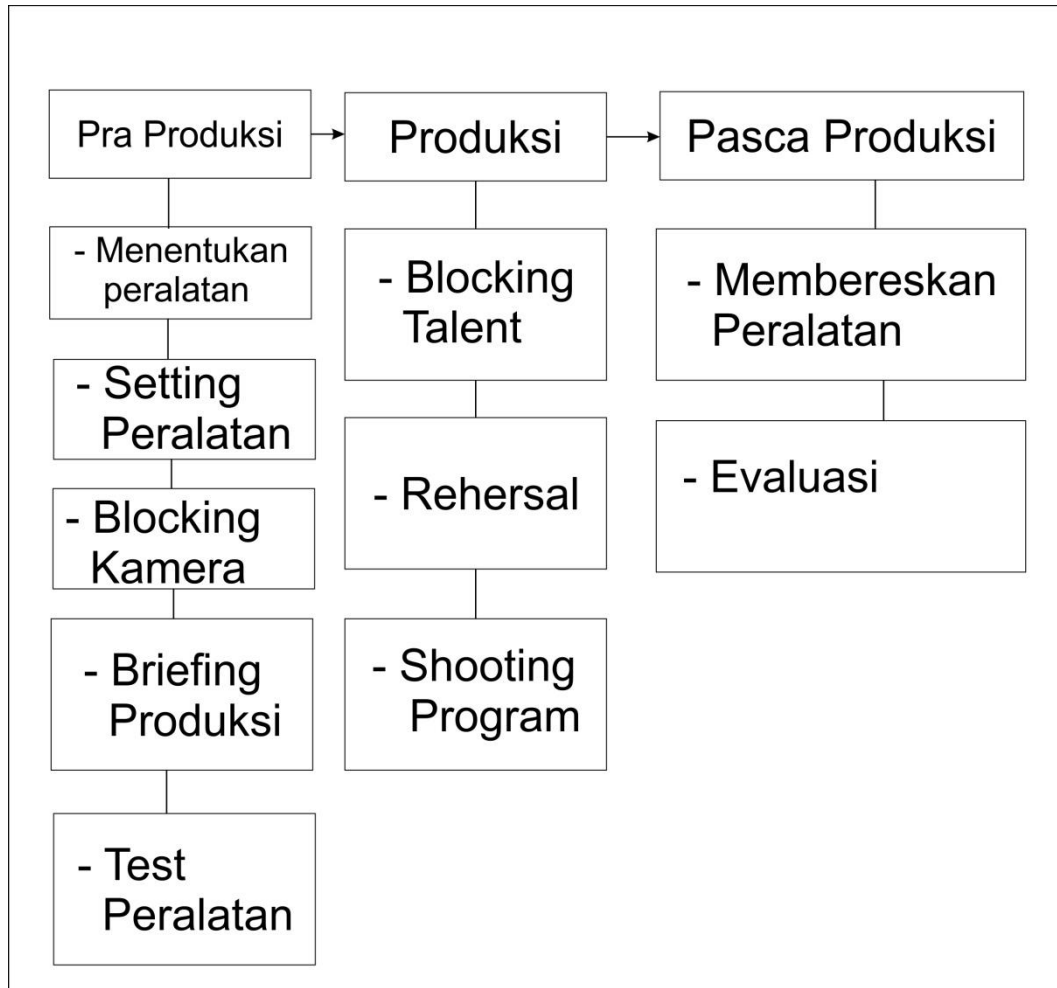 Pra Produksi
- Menentukan
peralatan
- Setting
Peralatan
- Blocking
Kamera
- Briefing
Produksi
- Test
Peralatan
Produksi
- Blocking
Talent
- Rehersal
- Shooting
Program
Pasca Produksi
- Membereskan
Peralatan
- Evaluasi